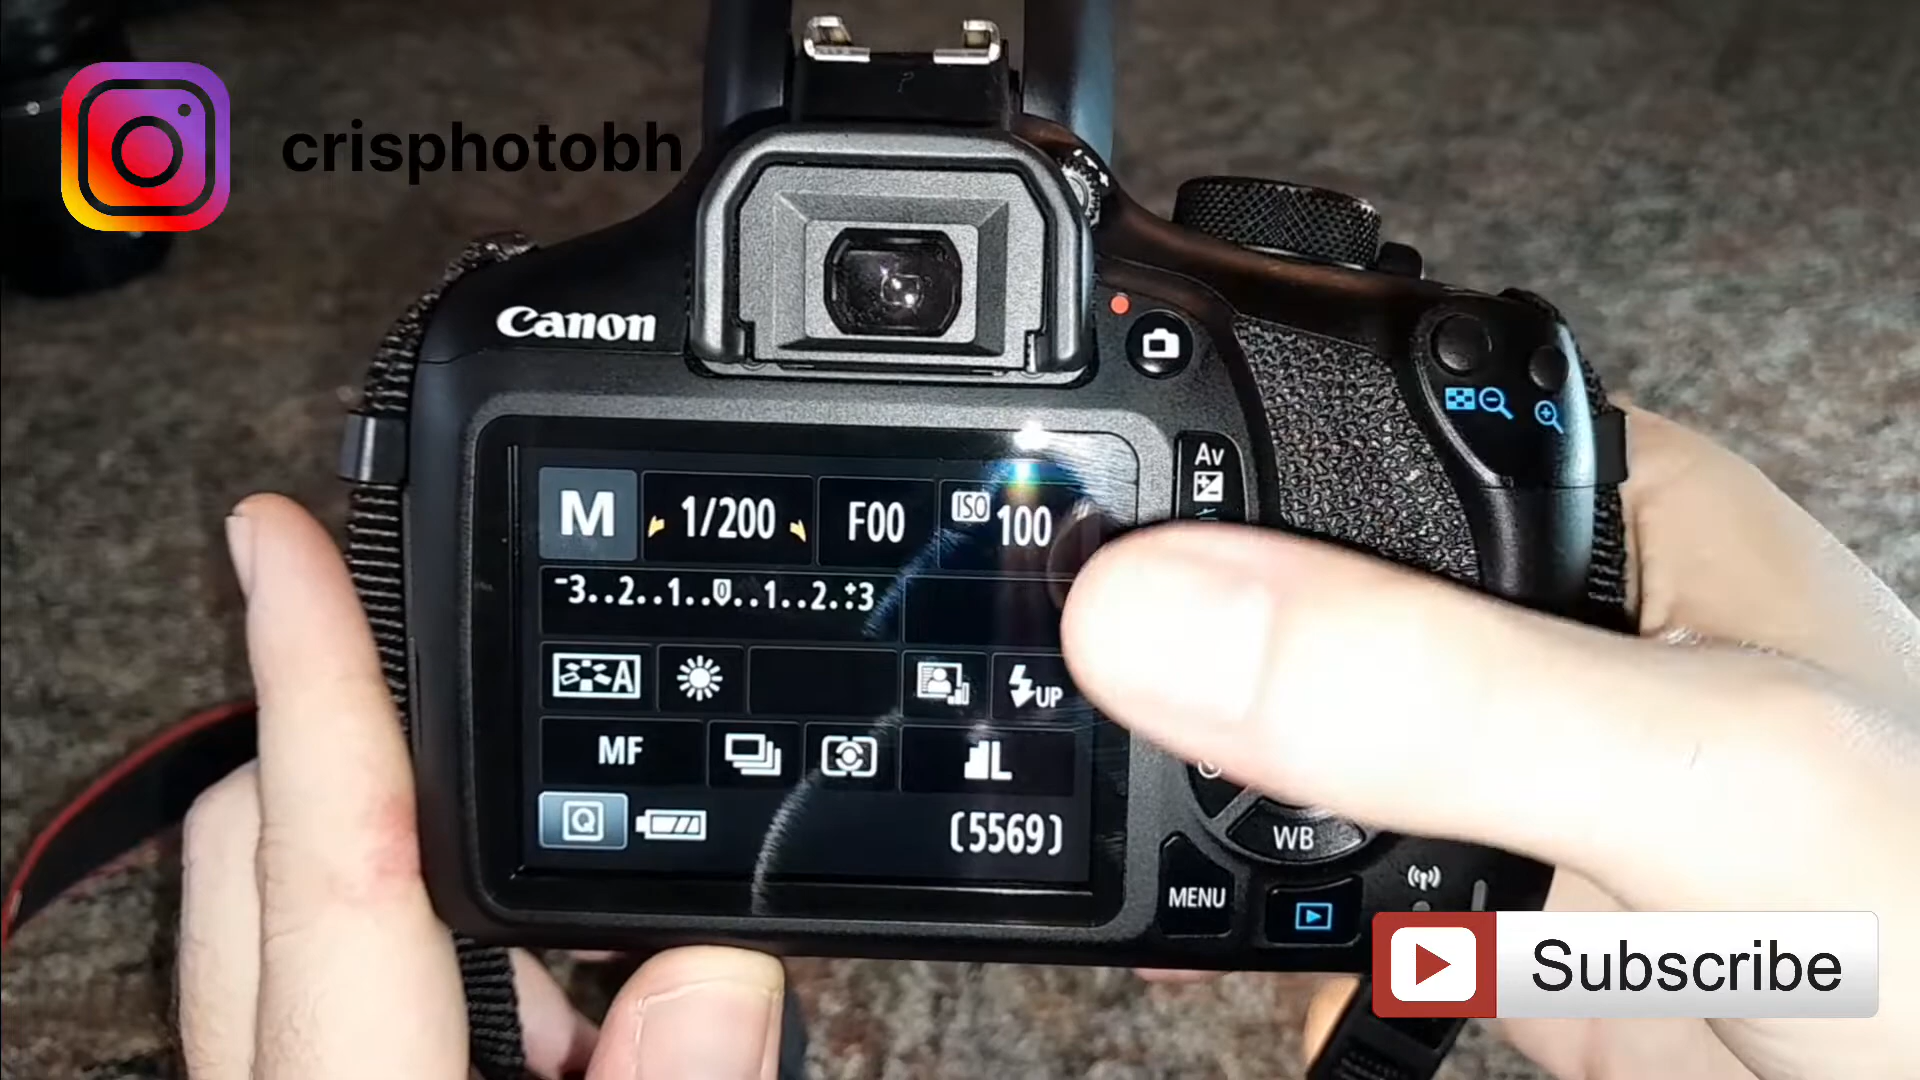 crisphotobh
Canon
Av
M 1/200 F00 ISO 100
-3..2..1..0..1..2.:+3
A
UP
MF L
Q (5569)
WB
MENU
Subscribe